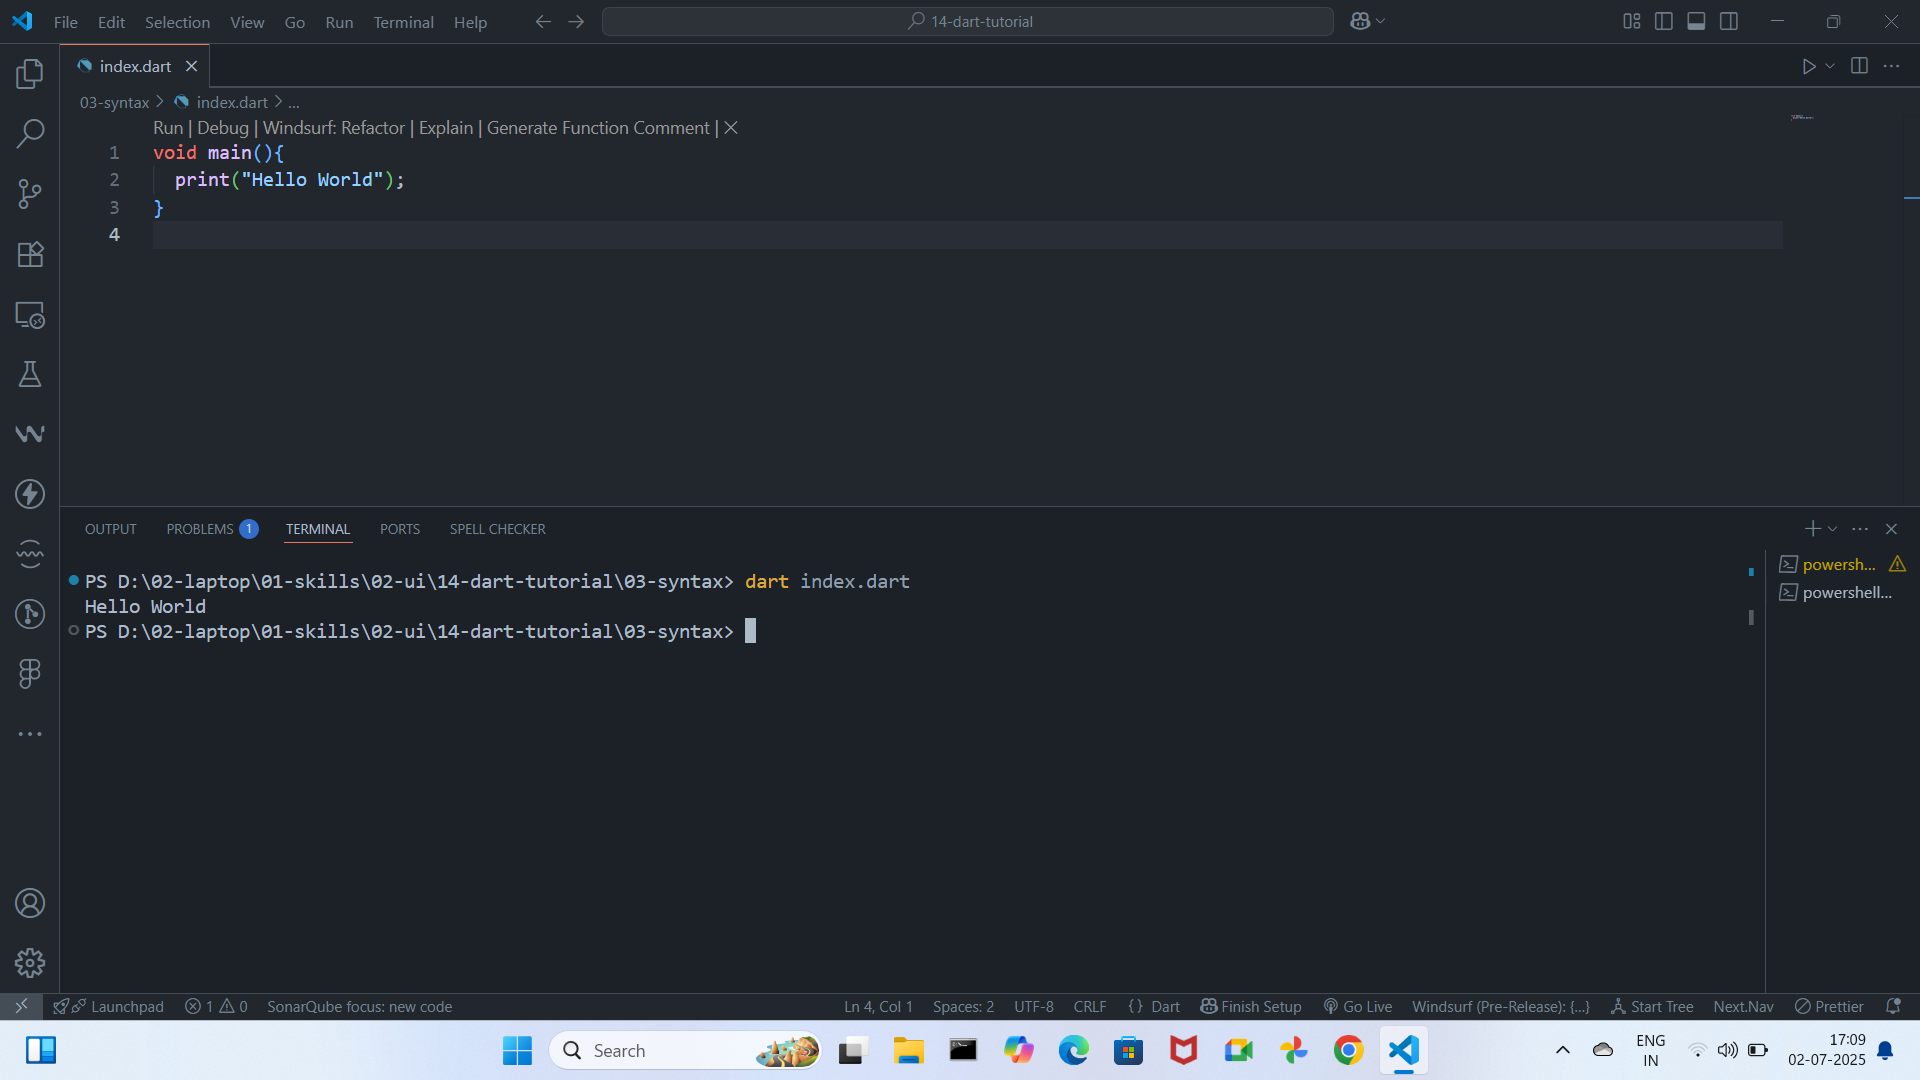 File Edit Selection View Go Run Terminal Help
14-dart-tutorial
index.dart
03-syntax > index.dart > ...
Run | Debug | Windsurf: Refactor | Explain | Generate Function Comment | X
1 void main(){
2 print("Hello World");
3 }
4
OUTPUT PROBLEMS 1 TERMINAL PORTS SPELL CHECKER
powersh...
powershell...
PS D:\02-laptop\01-skills\02-ui\14-dart-tutorial\03-syntax> dart index.dart
Hello World
PS D:\02-laptop\01-skills\02-ui\14-dart-tutorial\03-syntax>
Launchpad 1 0 SonarQube focus: new code Ln 4, Col 1 Spaces: 2 UTF-8 CRLF {} Dart Finish Setup Go Live Windsurf (Pre-Release): {...} Start Tree Next.Nav Prettier
Search
ENG
IN
17:09
02-07-2025